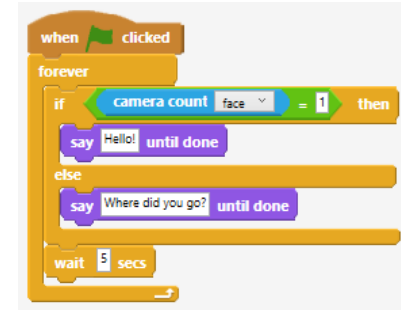 when clicked
forever
if camera count face = 1 then
say Hello! until done
else
say Where did you go? until done
wait 5 secs